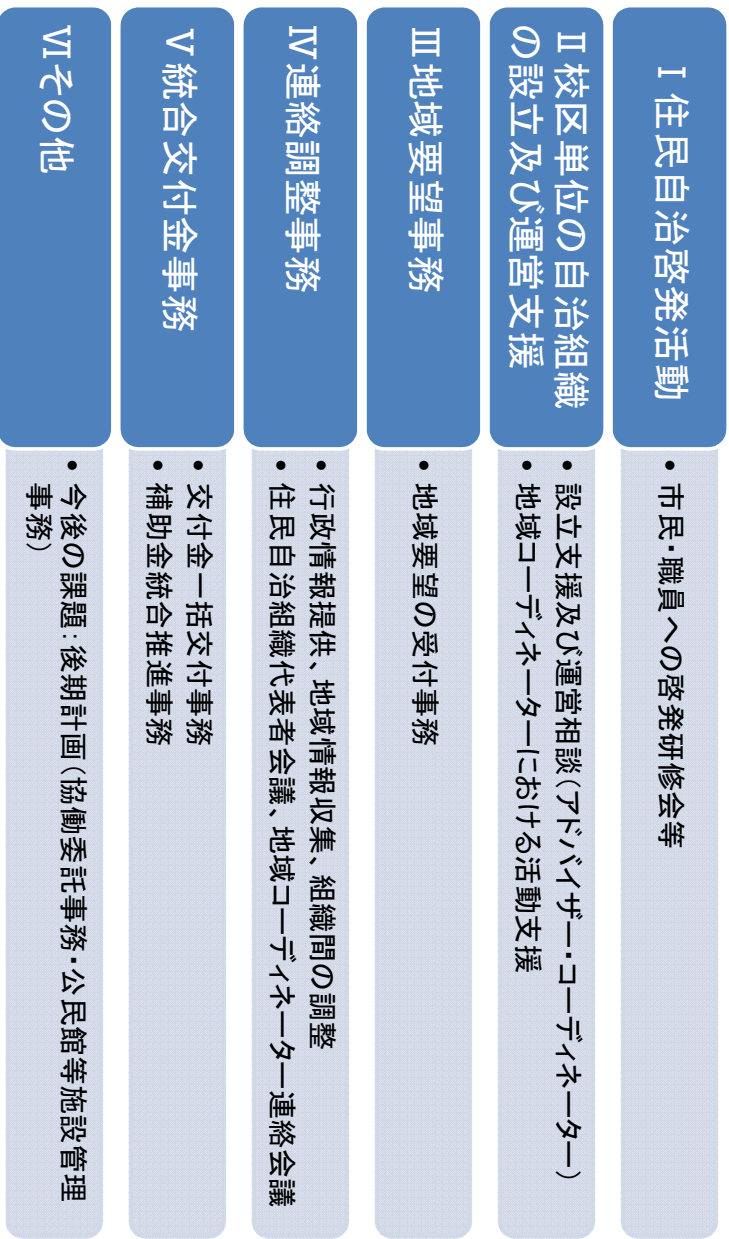 Ⅰ 住民自治啓発活動
• 市民・職員への啓発研修会等
Ⅱ 校区単位の自治組織
の設立及び運営支援
• 設立支援及び運営相談(アドバイザー・コーディネーター)
• 地域コーディネーターにおける活動支援
Ⅲ 地域要望事務
• 地域要望の受付事務
Ⅳ 連絡調整事務
• 行政情報提供、地域情報収集、組織間の調整
• 住民自治組織代表者会議、地域コーディネーター連絡会議
Ⅴ 統合交付金事務
• 交付金一括交付事務
• 補助金統合推進事務
Ⅵその他
• 今後の課題：後期計画(協働委託事務・公民館等施設管理
事務)